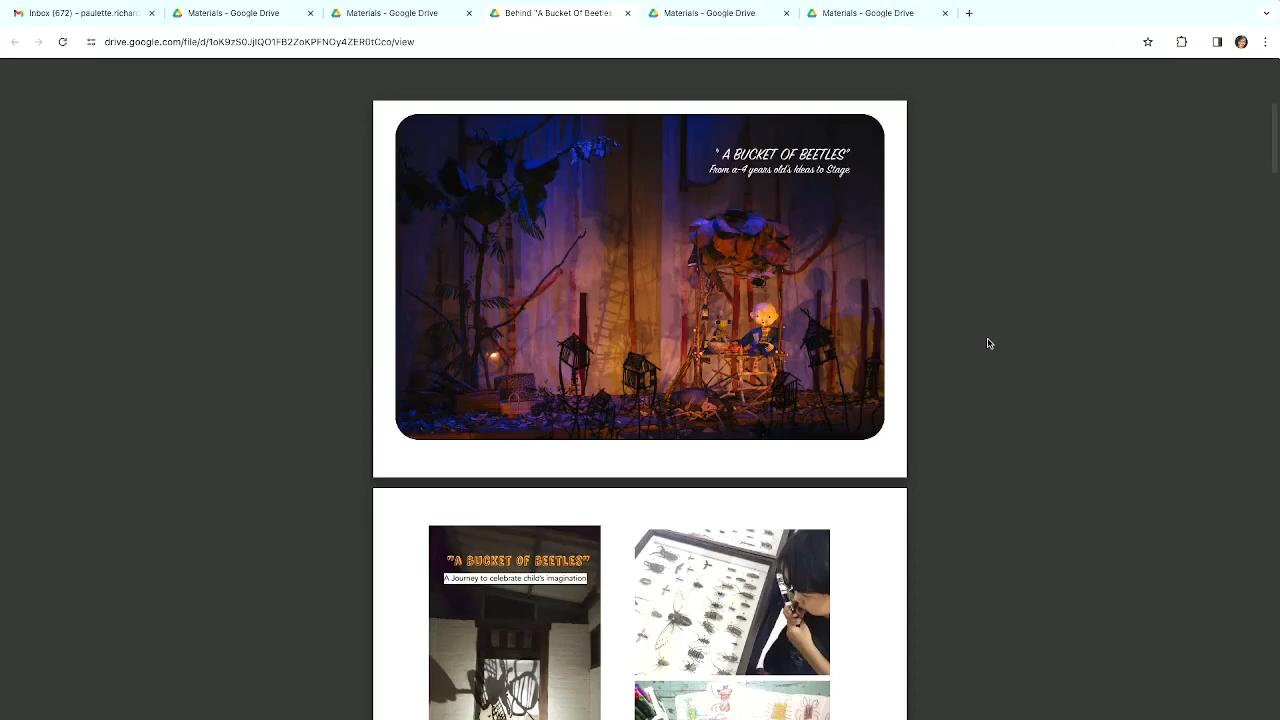 Inbox (672) - paulette.richar
Materials - Google Drive
Materials - Google Drive
Behind "A Bucket Of Beetles
Materials - Google Drive
Materials - Google Drive
drive.google.com/file/d/1oK9zS0JjlQO1FB2ZoKPFNOy4ZER0tCco/view
" A BUCKET OF BEETLES"
From a-4 years old's Ideas to Stage
"A BUCKET OF BEETLES"
A Journey to celebrate child's imagination